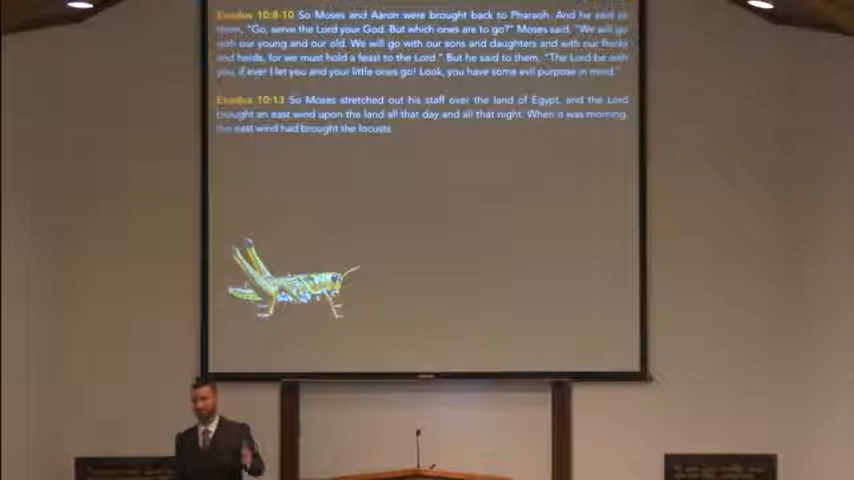 Exodus 10:8-10 So Moses and Aaron were brought back to Pharaoh. And he said to
them, "Go, serve the Lord your God. But which ones are to go?" Moses said, "We will go
with our young and our old. We will go with our sons and daughters and with our flocks
and herds, for we must hold a feast to the Lord." But he said to them, "The Lord be with
you, if ever I let you and your little ones go! Look, you have some evil purpose in mind."
Exodus 10:13 So Moses stretched out his staff over the land of Egypt, and the Lord
brought an east wind upon the land all that day and all that night. When it was morning,
the east wind had brought the locusts